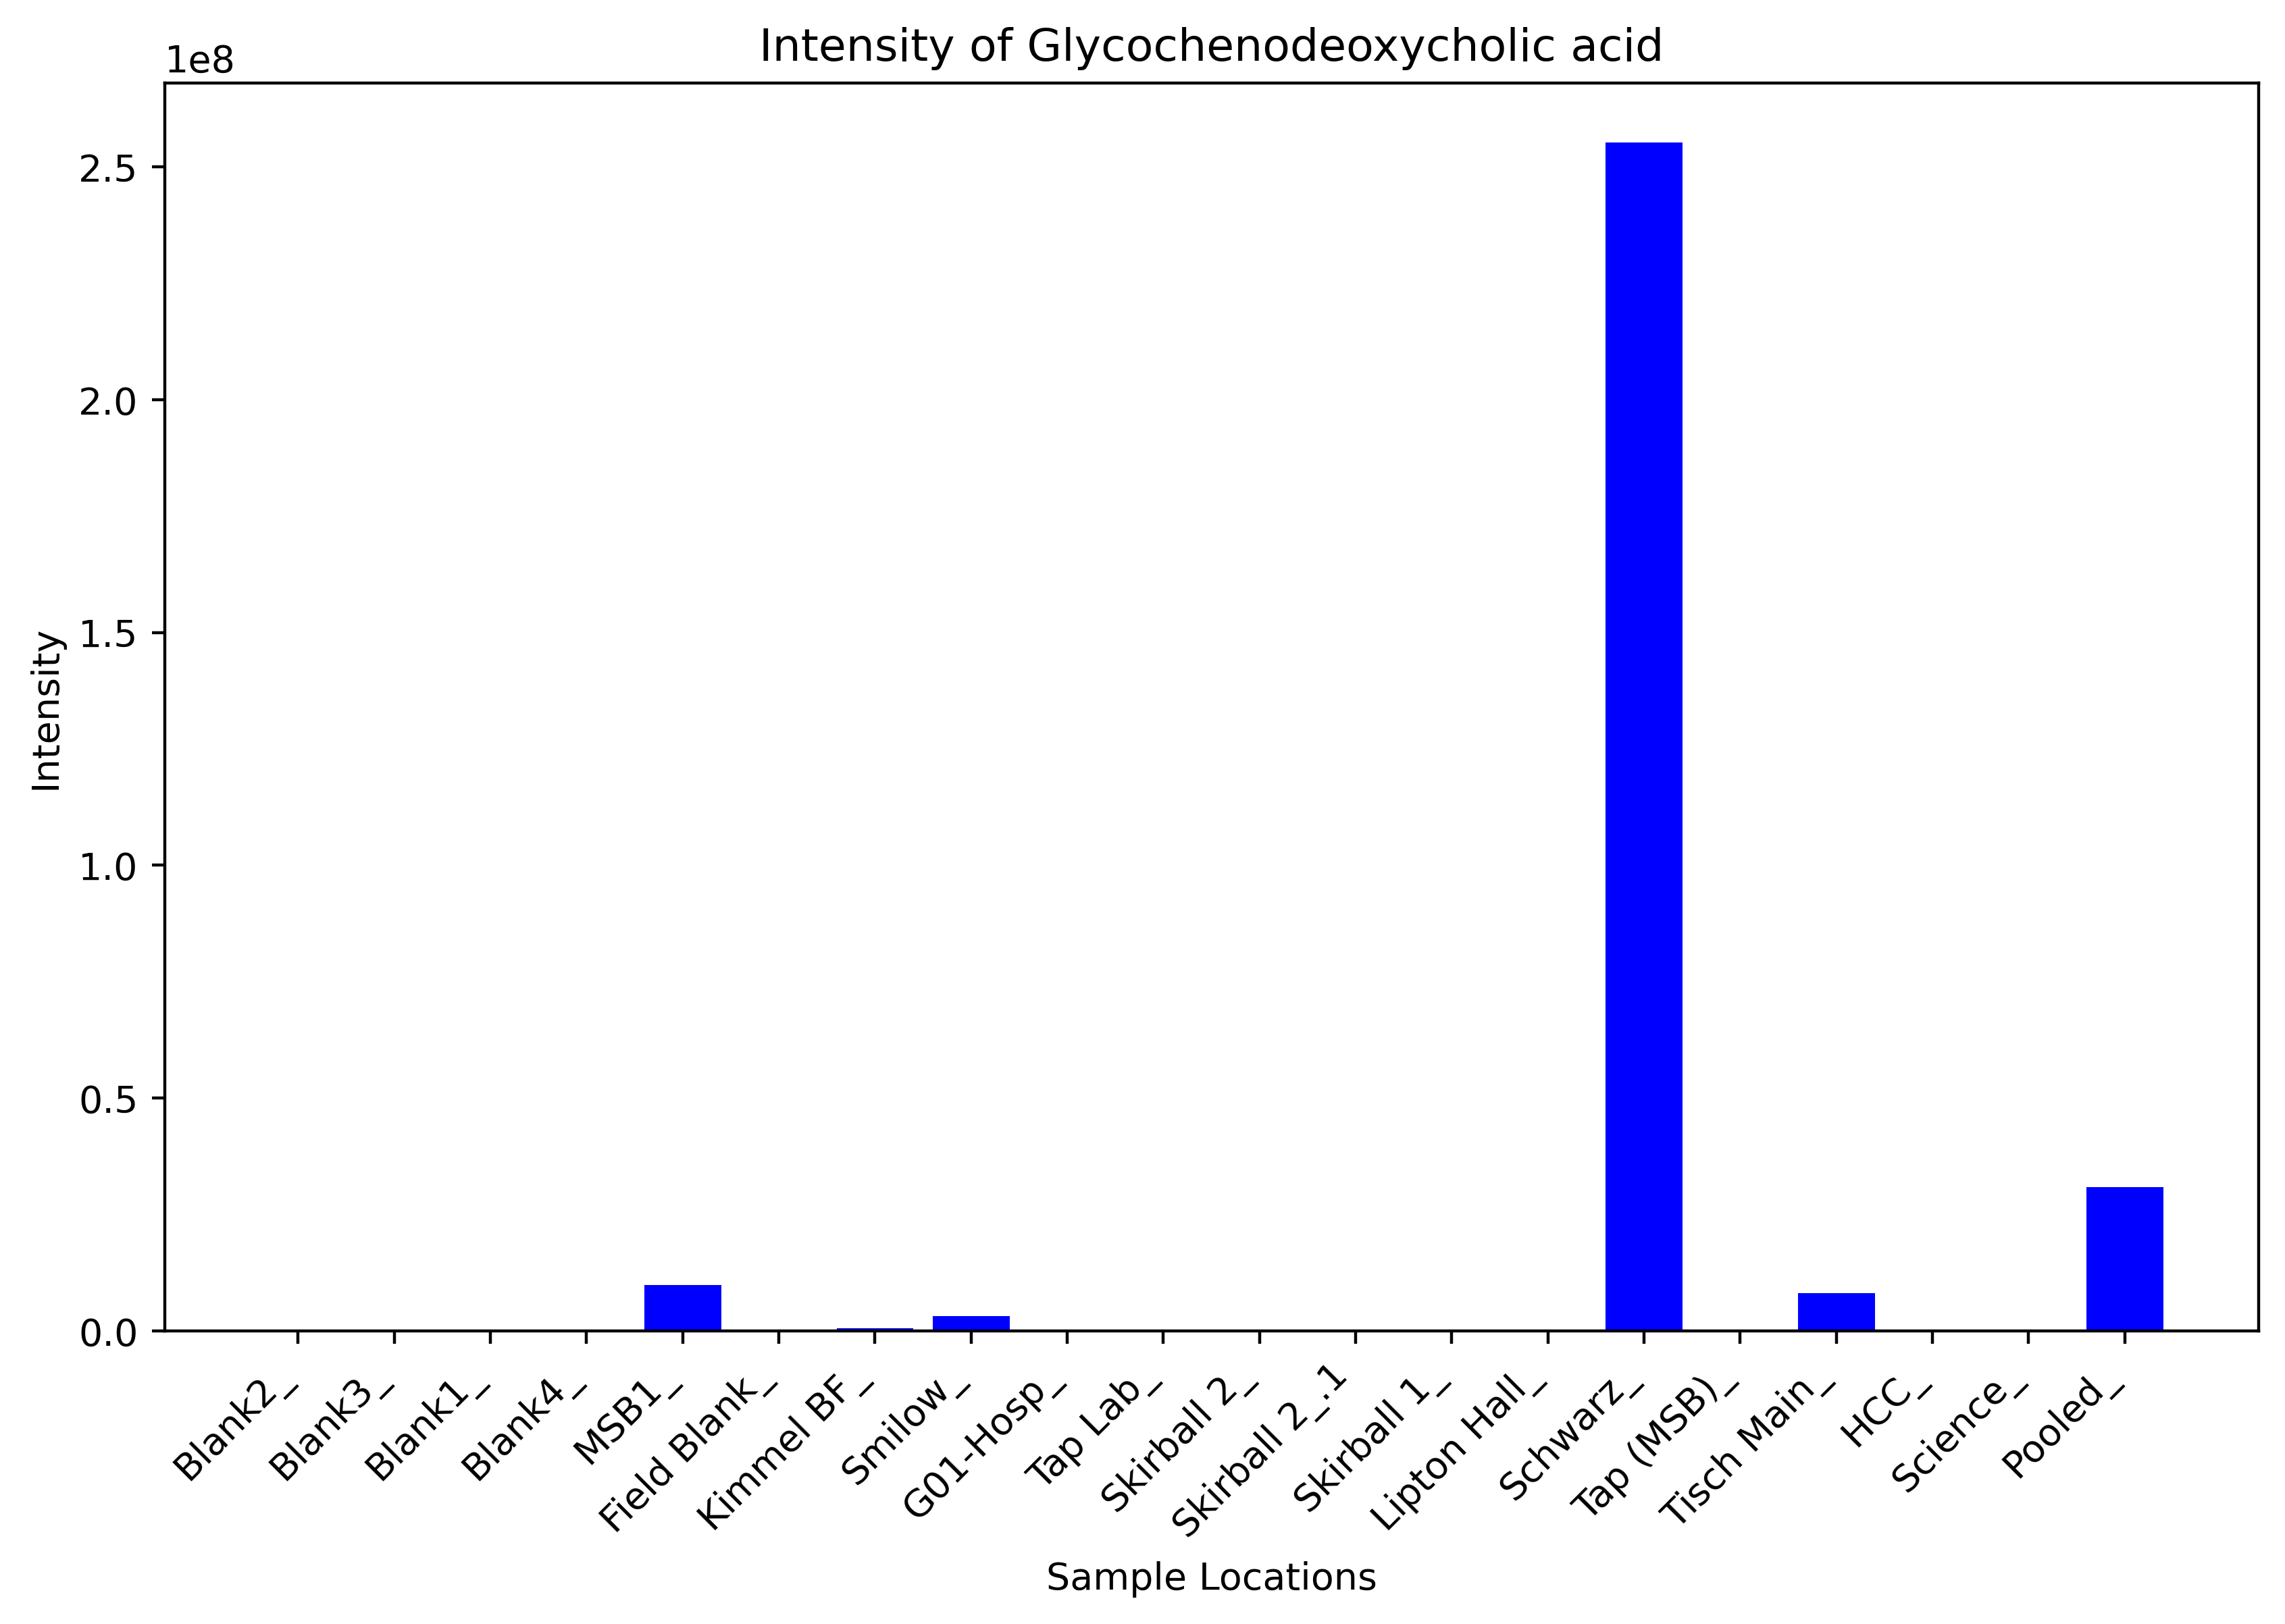 Intensity of Glycochenodeoxycholic acid
1e8
2.5
2.0
1.5
1.0
0.5
0.0
Intensity
Blank2_
Blank3_
Blank1_
Blank4_
MSB1_
Field Blank_
Kimmel BF_
Smilow_
G01-Hosp_
Tap Lab_
Skirball 2_
Skirball 2_.1
Skirball 1_
Lipton Hall_
Schwarz_
Tap (MSB)_
Tisch Main_
HCC_
Science_
Pooled_
Sample Locations